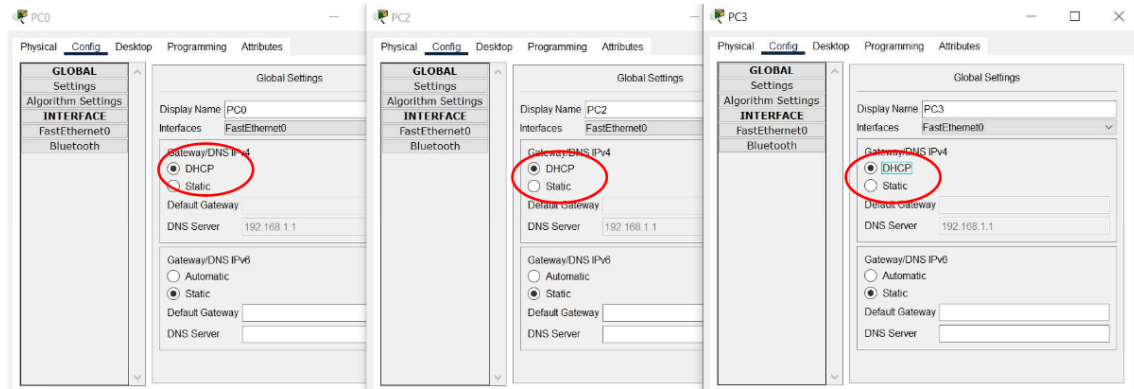 PC0
Physical Config Desktop Programming Attributes
GLOBAL
Settings
Algorithm Settings
INTERFACE
FastEthernet0
Bluetooth
Global Settings
Display Name PC0
Interfaces FastEthernet0
Gateway/DNS IPv4
DHCP
Static
Default Gateway
DNS Server 192.168.1.1
Gateway/DNS IPv6
Automatic
Static
Default Gateway
DNS Server
PC2
Physical Config Desktop Programming Attributes
GLOBAL
Settings
Algorithm Settings
INTERFACE
FastEthernet0
Bluetooth
Global Settings
Display Name PC2
Interfaces FastEthernet0
Gateway/DNS IPv4
DHCP
Static
Default Gateway
DNS Server 192.168.1.1
Gateway/DNS IPv6
Automatic
Static
Default Gateway
DNS Server
PC3
Physical Config Desktop Programming Attributes
GLOBAL
Settings
Algorithm Settings
INTERFACE
FastEthernet0
Bluetooth
Global Settings
Display Name PC3
Interfaces FastEthernet0
Gateway/DNS IPv4
DHCP
Static
Default Gateway
DNS Server 192.168.1.1
Gateway/DNS IPv6
Automatic
Static
Default Gateway
DNS Server